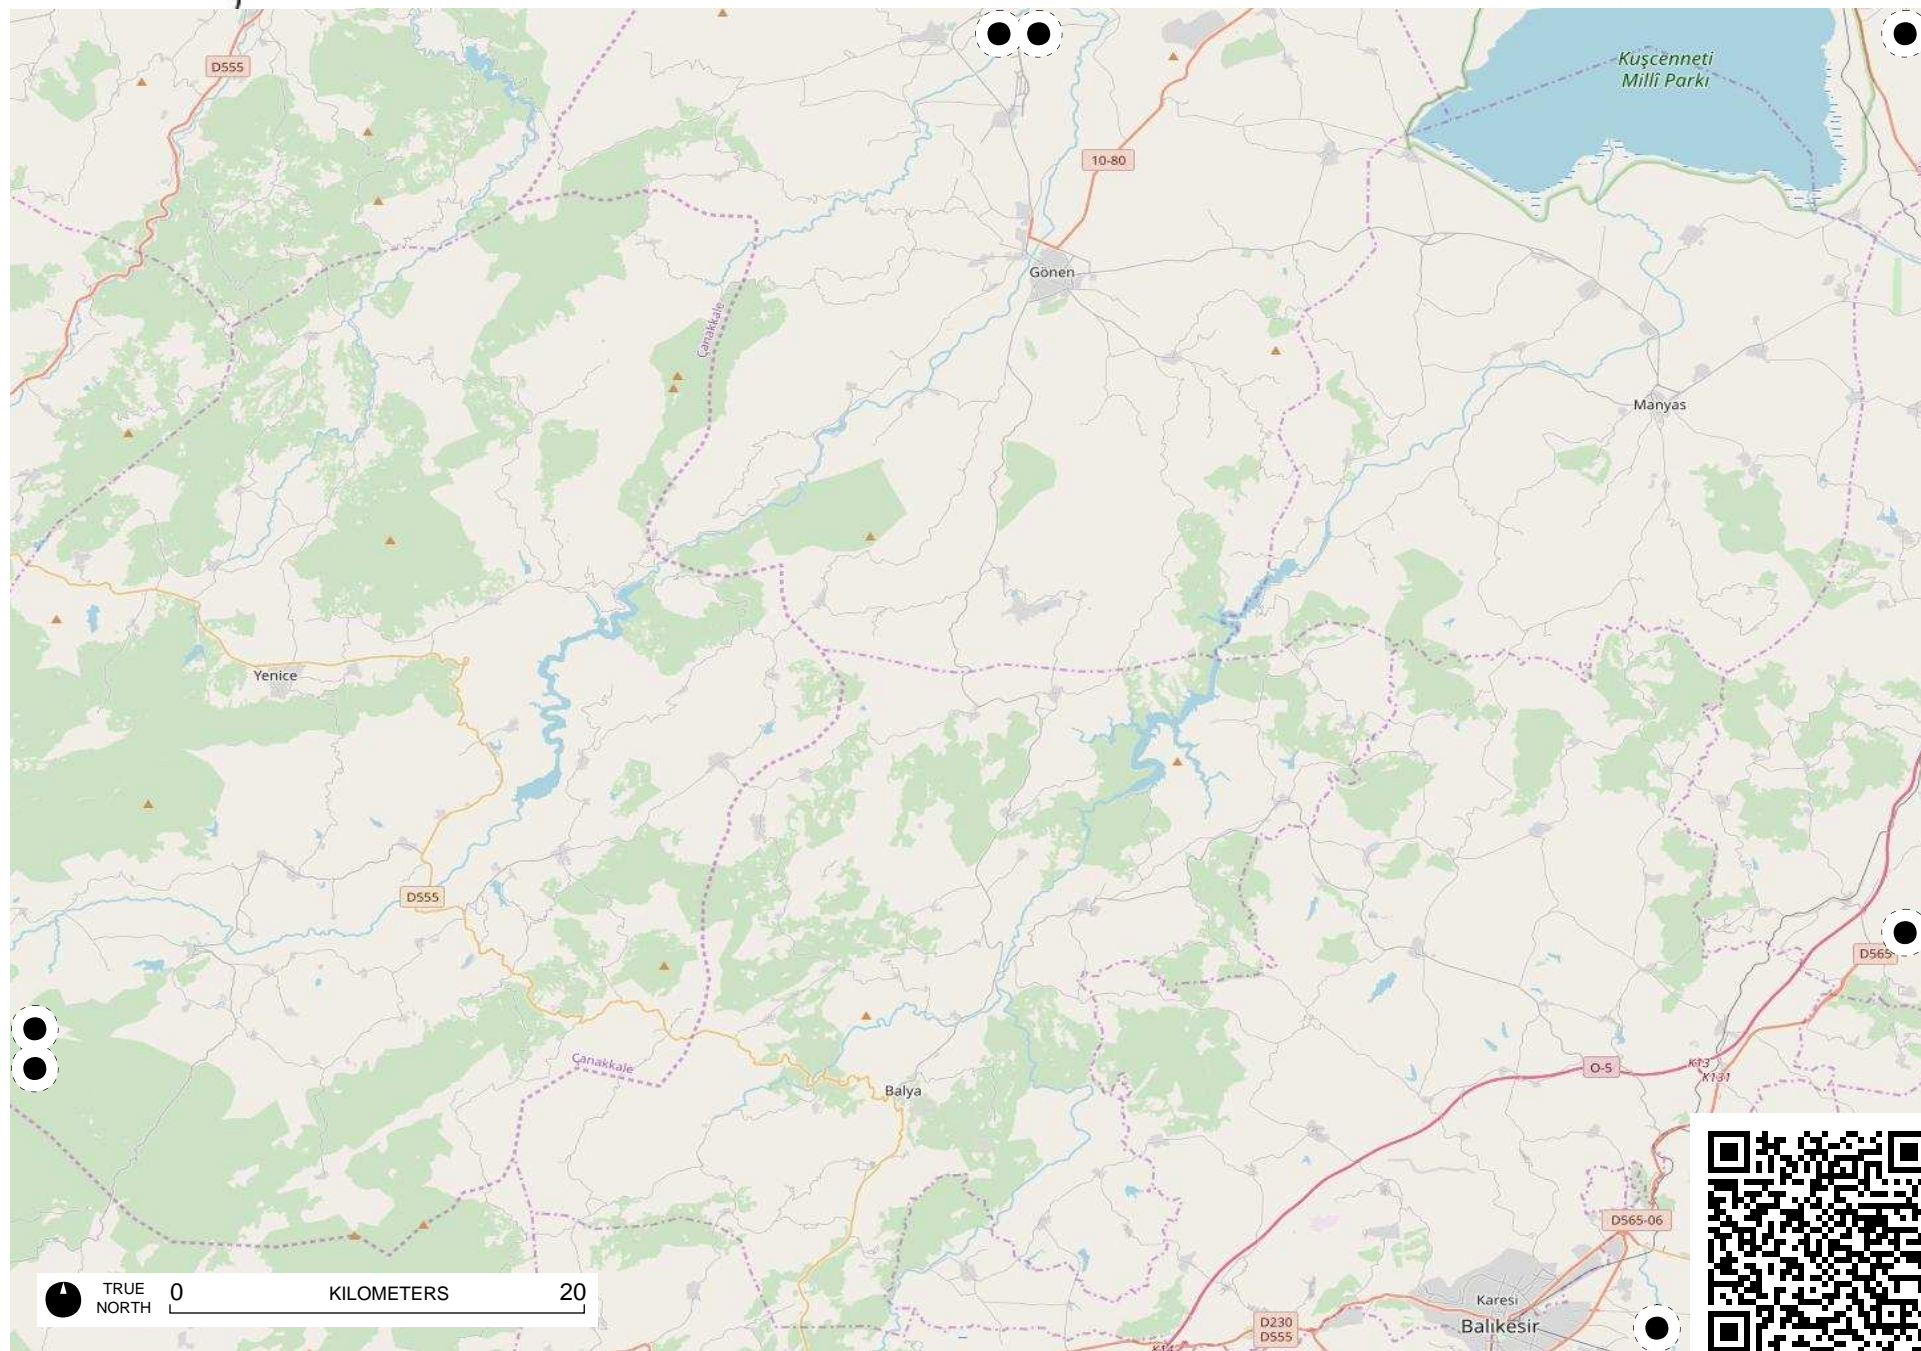 D555
Kuşcenneti
Millî Parkı
10-80
Gönen
Çanakkale
Manyas
Yenice
D555
D565
Çanakkale
Balya
O-5
K13
K131
D565-06
TRUE
NORTH
0
KILOMETERS
20
Karesi
Balıkesir
D230
D555